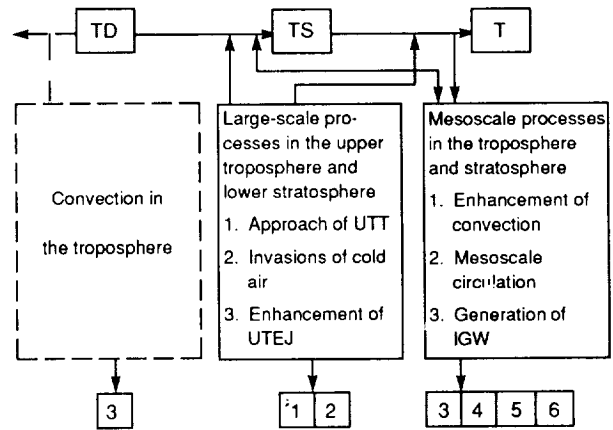 TD TS T
Convection in
the troposphere
Large-scale pro-
cesses in the upper
troposphere and
lower stratosphere
1. Approach of UTT
2. Invasions of cold
air
3. Enhancement of
UTEJ
Mesoscale processes
in the troposphere
and stratosphere
1. Enhancement of
convection
2. Mesoscale
circulation
3. Generation of
IGW
3
1 2
3 4 5 6